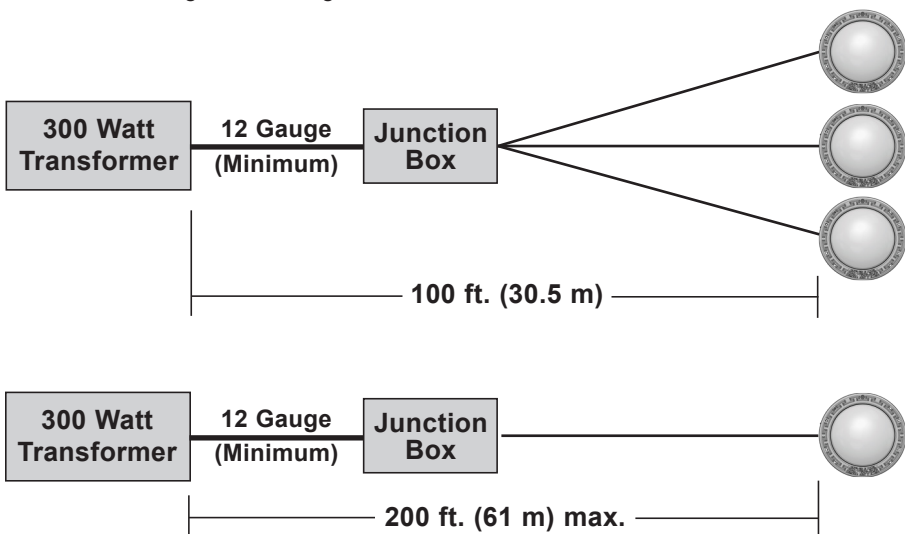 300 Watt
Transformer
12 Gauge
(Minimum)
Junction
Box
100 ft. (30.5 m)
300 Watt
Transformer
12 Gauge
(Minimum)
Junction
Box
200 ft. (61 m) max.